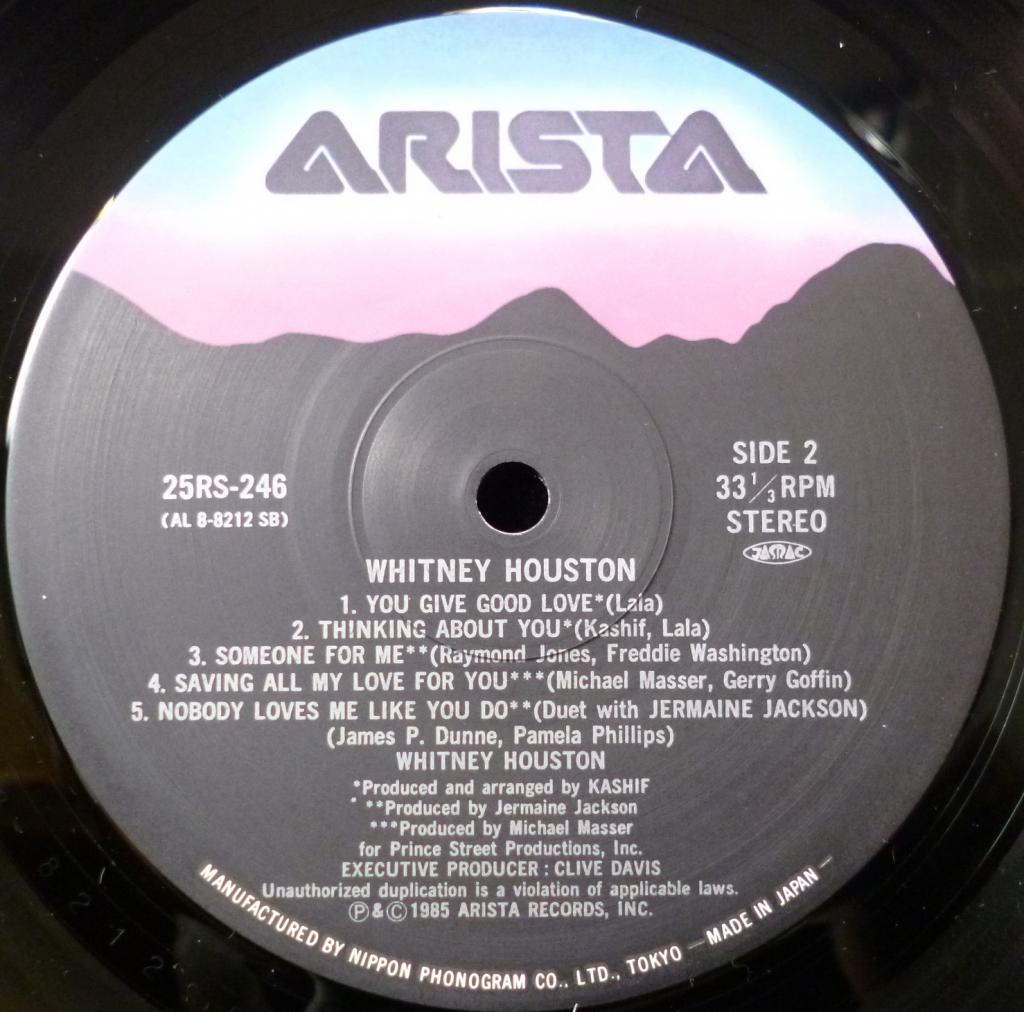 ARISTA
25RS-246
(AL 8-8212 SB)
SIDE 2
33 1/3 RPM
STEREO
JASRAC
WHITNEY HOUSTON
1. YOU GIVE GOOD LOVE*(Lala)
2. THINKING ABOUT YOU*(Kashif, Lala)
3. SOMEONE FOR ME**(Raymond Jones, Freddie Washington)
4. SAVING ALL MY LOVE FOR YOU***(Michael Masser, Gerry Goffin)
5. NOBODY LOVES ME LIKE YOU DO**(Duet with JERMAINE JACKSON)
(James P. Dunne, Pamela Phillips)
WHITNEY HOUSTON
*Produced and arranged by KASHIF
**Produced by Jermaine Jackson
***Produced by Michael Masser
for Prince Street Productions, Inc.
EXECUTIVE PRODUCER : CLIVE DAVIS
Unauthorized duplication is a violation of applicable laws.
Ⓟ&©1985 ARISTA RECORDS, INC.
MANUFACTURED BY NIPPON PHONOGRAM CO., LTD., TOKYO — MADE IN JAPAN —